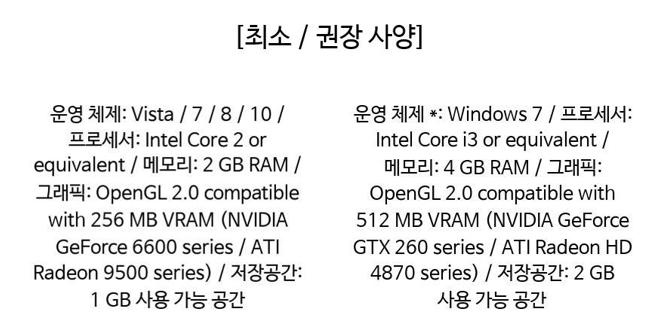 [최소 / 권장 사양]
운영 체제: Vista / 7 / 8 / 10 /
프로세서: Intel Core 2 or
equivalent / 메모리: 2 GB RAM /
그래픽: OpenGL 2.0 compatible
with 256 MB VRAM (NVIDIA
GeForce 6600 series / ATI
Radeon 9500 series) / 저장공간:
1 GB 사용 가능 공간
운영 체제 *: Windows 7 / 프로세서:
Intel Core i3 or equivalent /
메모리: 4 GB RAM / 그래픽:
OpenGL 2.0 compatible with
512 MB VRAM (NVIDIA GeForce
GTX 260 series / ATI Radeon HD
4870 series) / 저장공간: 2 GB
사용 가능 공간